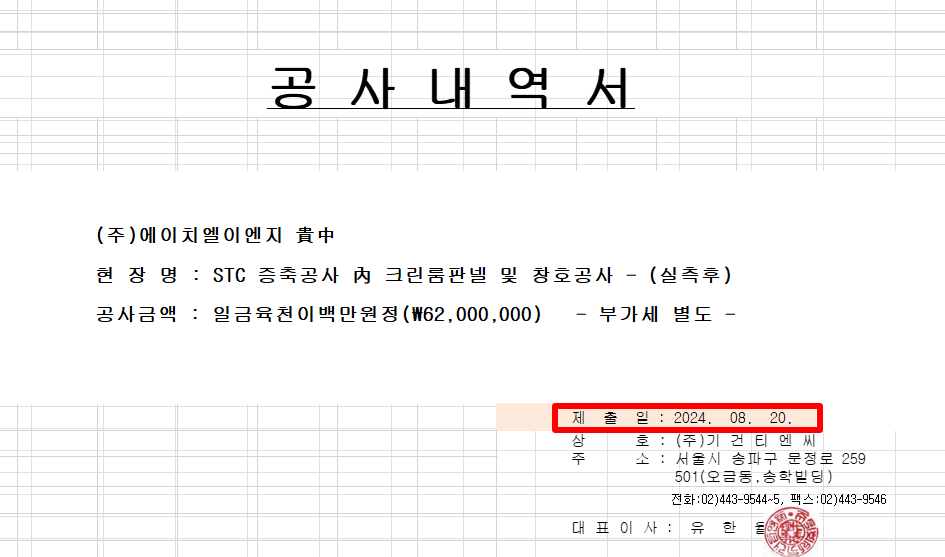 공 사 내 역 서
(주)에이치엘이엔지 貴中
현 장 명 : STC 증축공사 內 크린룸판넬 및 창호공사 - (실측후)
공사금액 : 일금육천이백만원정(₩62,000,000) - 부가세 별도 -
제 출 일 : 2024. 08. 20.
상 호 : (주)기 건 티 엔 씨
주 소 : 서울시 송파구 문정로 259
501(오금동,송학빌딩)
전화:02)443-9544~5, 팩스:02)443-9546
대 표 이 사 : 유 한